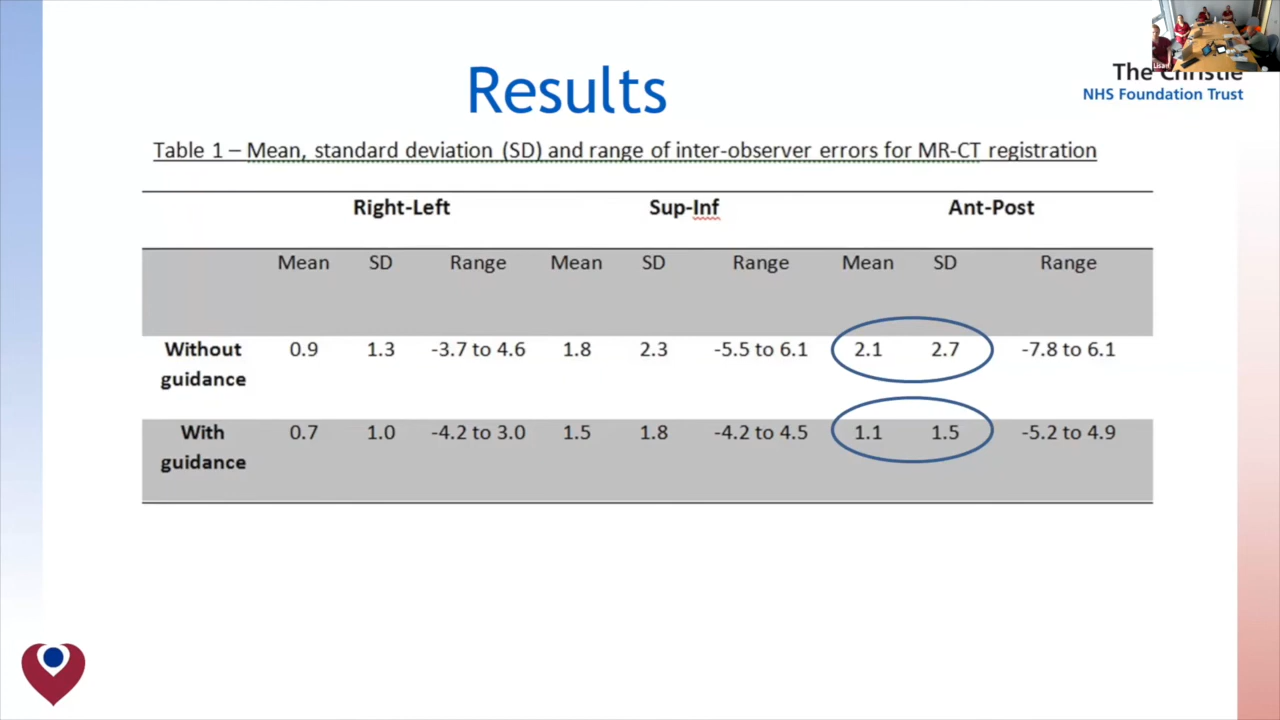 Results
The Christie
NHS Foundation Trust
Table 1 – Mean, standard deviation (SD) and range of inter-observer errors for MR-CT registration
Right-Left Sup-Inf Ant-Post
Mean SD Range Mean SD Range Mean SD Range
Without guidance 0.9 1.3 -3.7 to 4.6 1.8 2.3 -5.5 to 6.1 2.1 2.7 -7.8 to 6.1
With guidance 0.7 1.0 -4.2 to 3.0 1.5 1.8 -4.2 to 4.5 1.1 1.5 -5.2 to 4.9